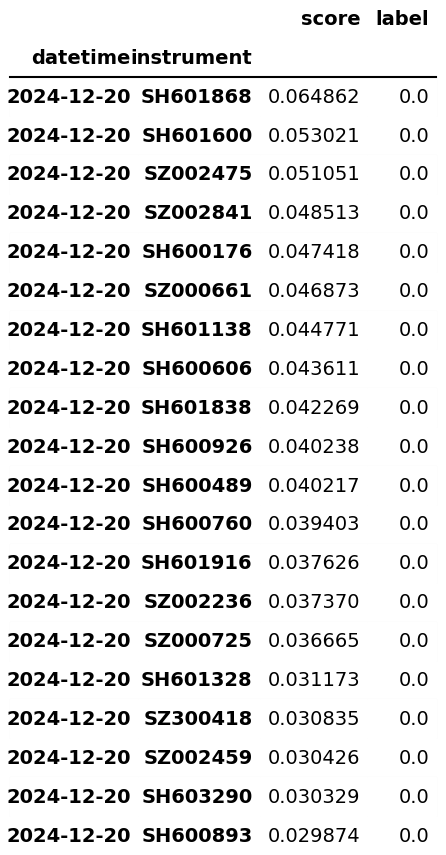 score label
datetime instrument
2024-12-20 SH601868 0.064862 0.0
2024-12-20 SH601600 0.053021 0.0
2024-12-20 SZ002475 0.051051 0.0
2024-12-20 SZ002841 0.048513 0.0
2024-12-20 SH600176 0.047418 0.0
2024-12-20 SZ000661 0.046873 0.0
2024-12-20 SH601138 0.044771 0.0
2024-12-20 SH600606 0.043611 0.0
2024-12-20 SH601838 0.042269 0.0
2024-12-20 SH600926 0.040238 0.0
2024-12-20 SH600489 0.040217 0.0
2024-12-20 SH600760 0.039403 0.0
2024-12-20 SH601916 0.037626 0.0
2024-12-20 SZ002236 0.037370 0.0
2024-12-20 SZ000725 0.036665 0.0
2024-12-20 SH601328 0.031173 0.0
2024-12-20 SZ300418 0.030835 0.0
2024-12-20 SZ002459 0.030426 0.0
2024-12-20 SH603290 0.030329 0.0
2024-12-20 SH600893 0.029874 0.0